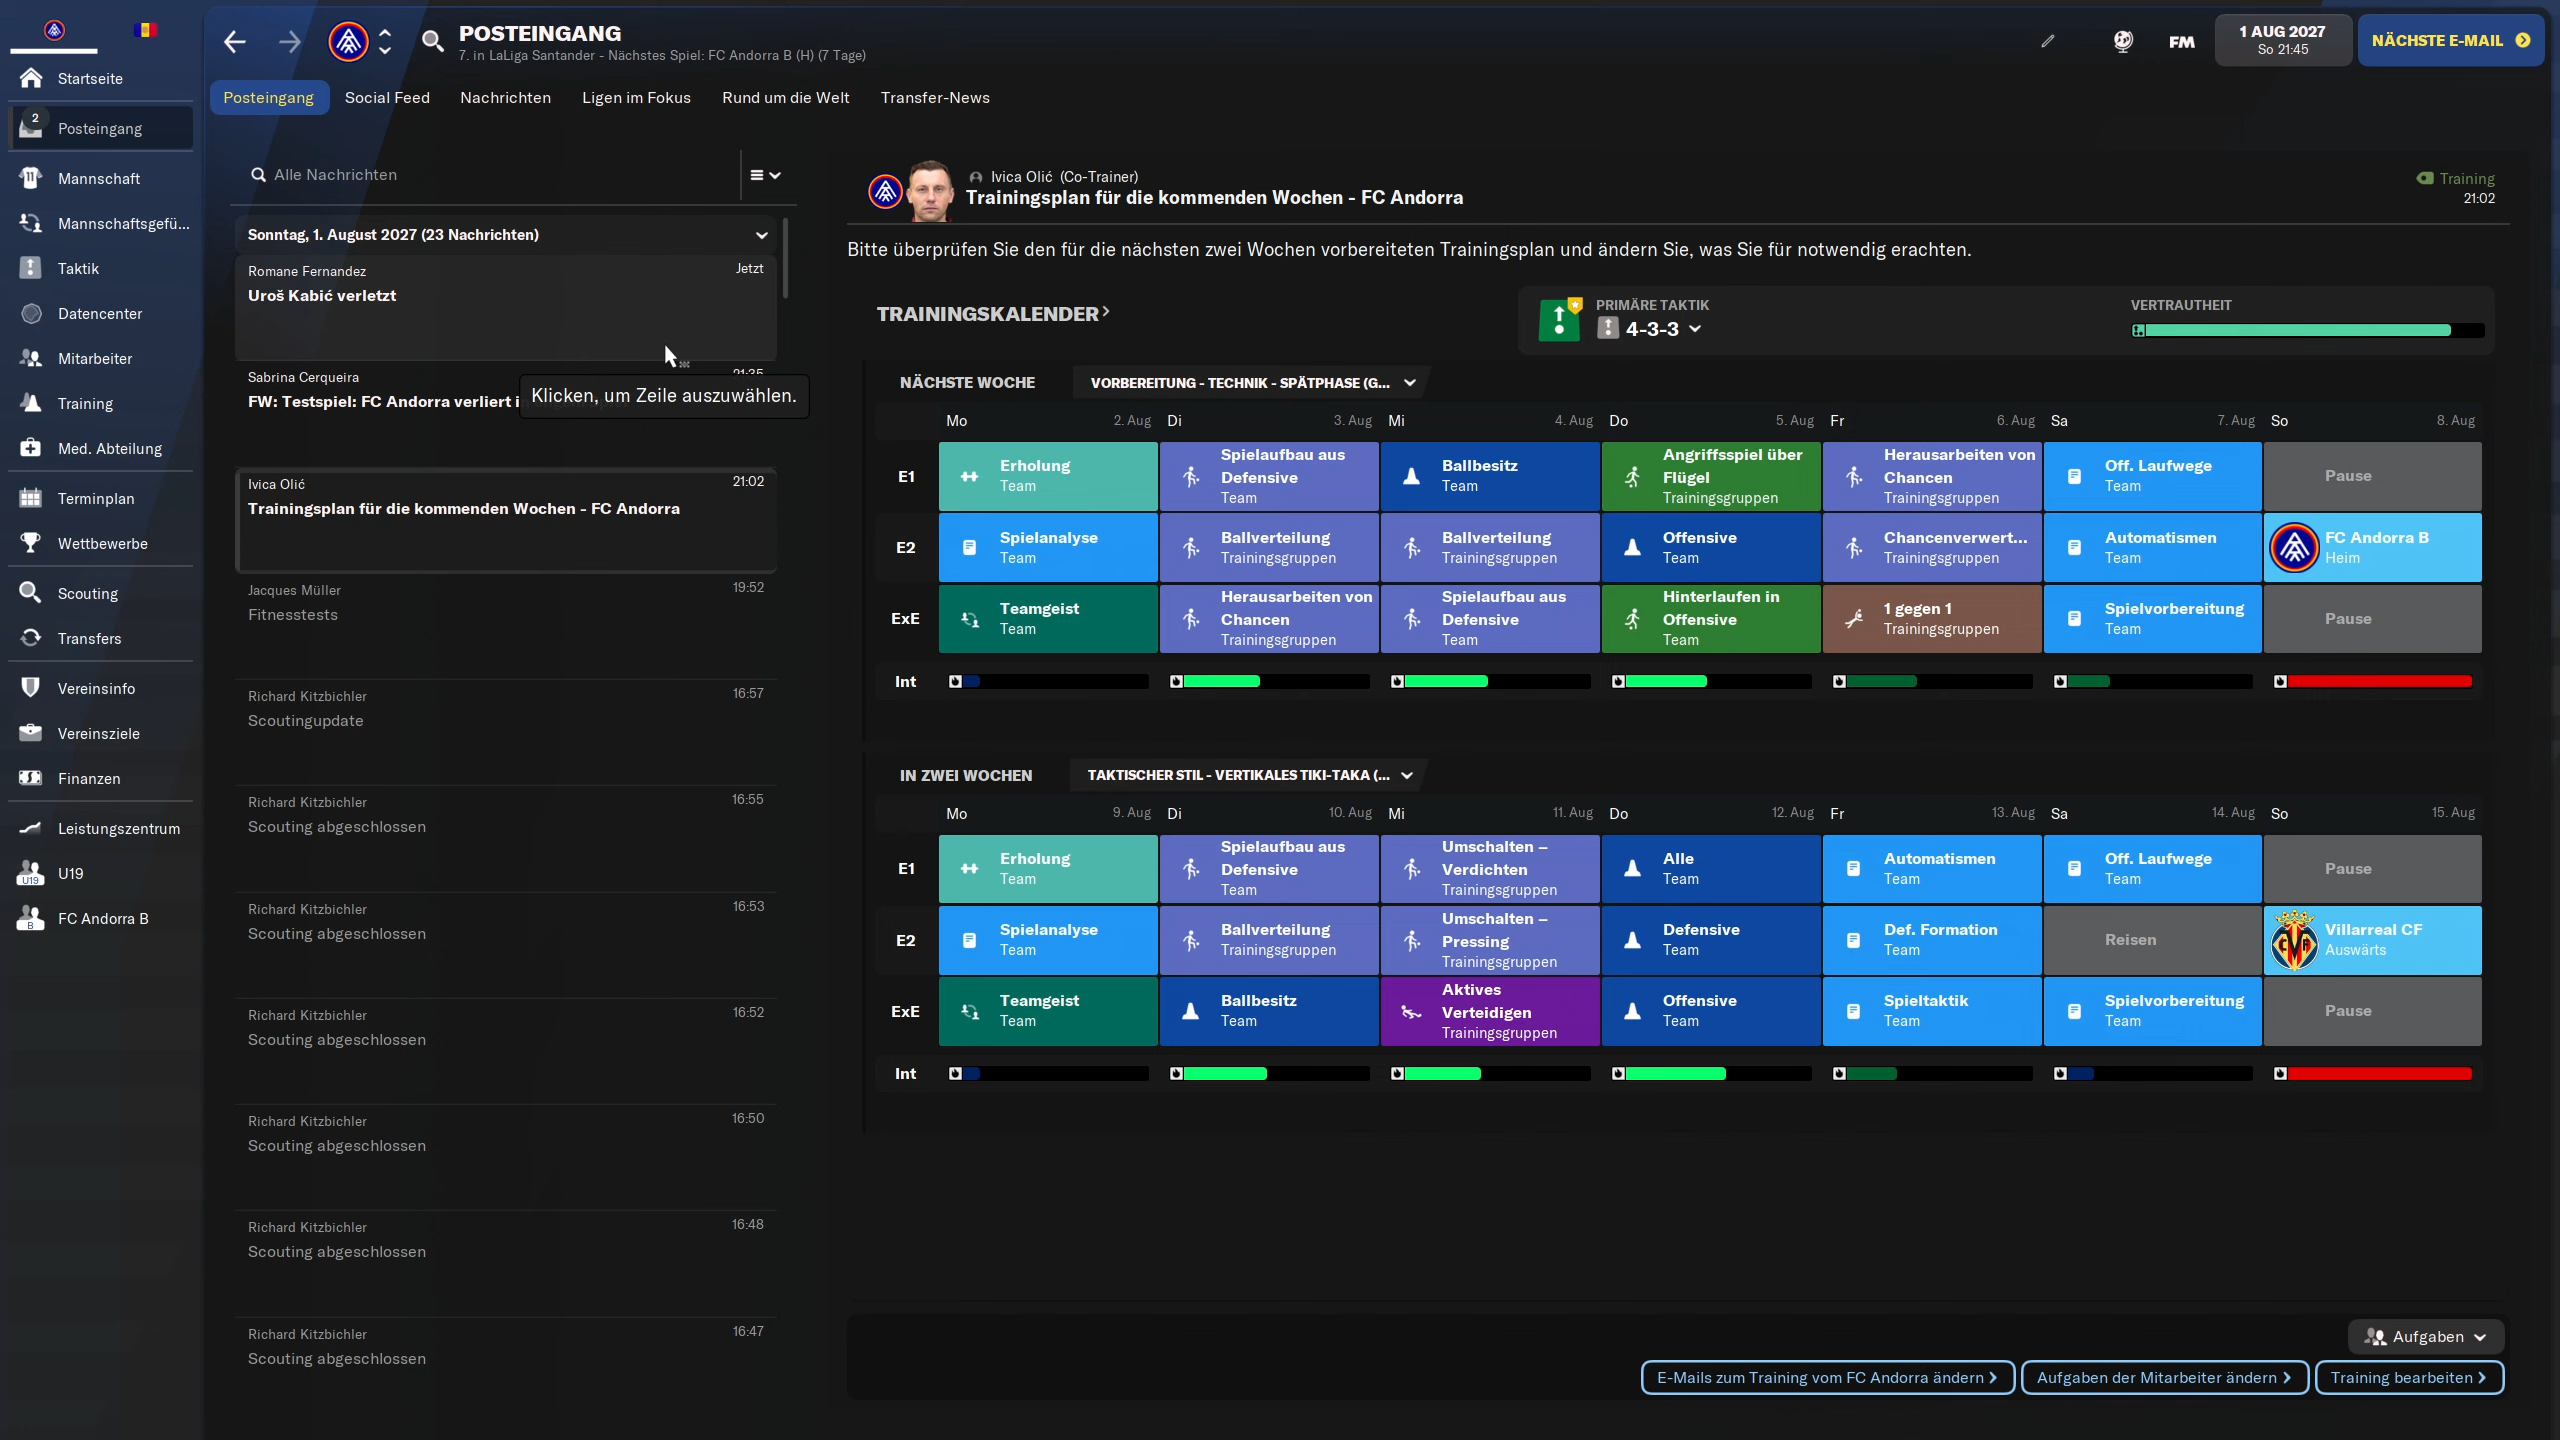 POSTEINGANG
7. in LaLiga Santander - Nächstes Spiel: FC Andorra B (H) (7 Tage)
FM
1 AUG 2027
So 21:45
NÄCHSTE E-MAIL
Startseite
2
Posteingang
Mannschaft
Mannschaftsgefü...
Taktik
Datencenter
Mitarbeiter
Training
Med. Abteilung
Terminplan
Wettbewerbe
Scouting
Transfers
Vereinsinfo
Vereinsziele
Finanzen
Leistungszentrum
U19
U19
B
FC Andorra B
Posteingang
Social Feed
Nachrichten
Ligen im Fokus
Rund um die Welt
Transfer-News
Alle Nachrichten
Sonntag, 1. August 2027 (23 Nachrichten)
Romane Fernandez
Jetzt
Uroš Kabić verletzt
Sabrina Cerqueira
21:35
FW: Testspiel: FC Andorra verliert
Klicken, um Zeile auszuwählen.
Ivica Olić
21:02
Trainingsplan für die kommenden Wochen - FC Andorra
Jacques Müller
19:52
Fitnesstests
Richard Kitzbichler
16:57
Scoutingupdate
Richard Kitzbichler
16:55
Scouting abgeschlossen
Richard Kitzbichler
16:53
Scouting abgeschlossen
Richard Kitzbichler
16:52
Scouting abgeschlossen
Richard Kitzbichler
16:50
Scouting abgeschlossen
Richard Kitzbichler
16:48
Scouting abgeschlossen
Richard Kitzbichler
16:47
Scouting abgeschlossen
Ivica Olić (Co-Trainer)
Trainingsplan für die kommenden Wochen - FC Andorra
Training
21:02
Bitte überprüfen Sie den für die nächsten zwei Wochen vorbereiteten Trainingsplan und ändern Sie, was Sie für notwendig erachten.
TRAININGSKALENDER
PRIMÄRE TAKTIK
4-3-3
VERTRAUTHEIT
NÄCHSTE WOCHE
VORBEREITUNG - TECHNIK - SPÄTPHASE (G...
Mo 2. Aug Di 3. Aug Mi 4. Aug Do 5. Aug Fr 6. Aug Sa 7. Aug So 8. Aug
E1
Erholung
Team
Spielaufbau aus
Defensive
Team
Ballbesitz
Team
Angriffsspiel über
Flügel
Trainingsgruppen
Herausarbeiten von
Chancen
Trainingsgruppen
Off. Laufwege
Team
Pause
E2
Spielanalyse
Team
Ballverteilung
Trainingsgruppen
Ballverteilung
Trainingsgruppen
Offensive
Team
Chancenverwert...
Trainingsgruppen
Automatismen
Team
FC Andorra B
Heim
ExE
Teamgeist
Team
Herausarbeiten von
Chancen
Trainingsgruppen
Spielaufbau aus
Defensive
Team
Hinterlaufen in
Offensive
Team
1 gegen 1
Trainingsgruppen
Spielvorbereitung
Team
Pause
Int
IN ZWEI WOCHEN
TAKTISCHER STIL - VERTIKALES TIKI-TAKA (...
Mo 9. Aug Di 10. Aug Mi 11. Aug Do 12. Aug Fr 13. Aug Sa 14. Aug So 15. Aug
E1
Erholung
Team
Spielaufbau aus
Defensive
Team
Umschalten –
Verdichten
Trainingsgruppen
Alle
Team
Automatismen
Team
Off. Laufwege
Team
Pause
E2
Spielanalyse
Team
Ballverteilung
Trainingsgruppen
Umschalten –
Pressing
Trainingsgruppen
Defensive
Team
Def. Formation
Team
Reisen
Villarreal CF
Auswärts
ExE
Teamgeist
Team
Ballbesitz
Team
Aktives
Verteidigen
Trainingsgruppen
Offensive
Team
Spieltaktik
Team
Spielvorbereitung
Team
Pause
Int
Aufgaben
E-Mails zum Training vom FC Andorra ändern
Aufgaben der Mitarbeiter ändern
Training bearbeiten